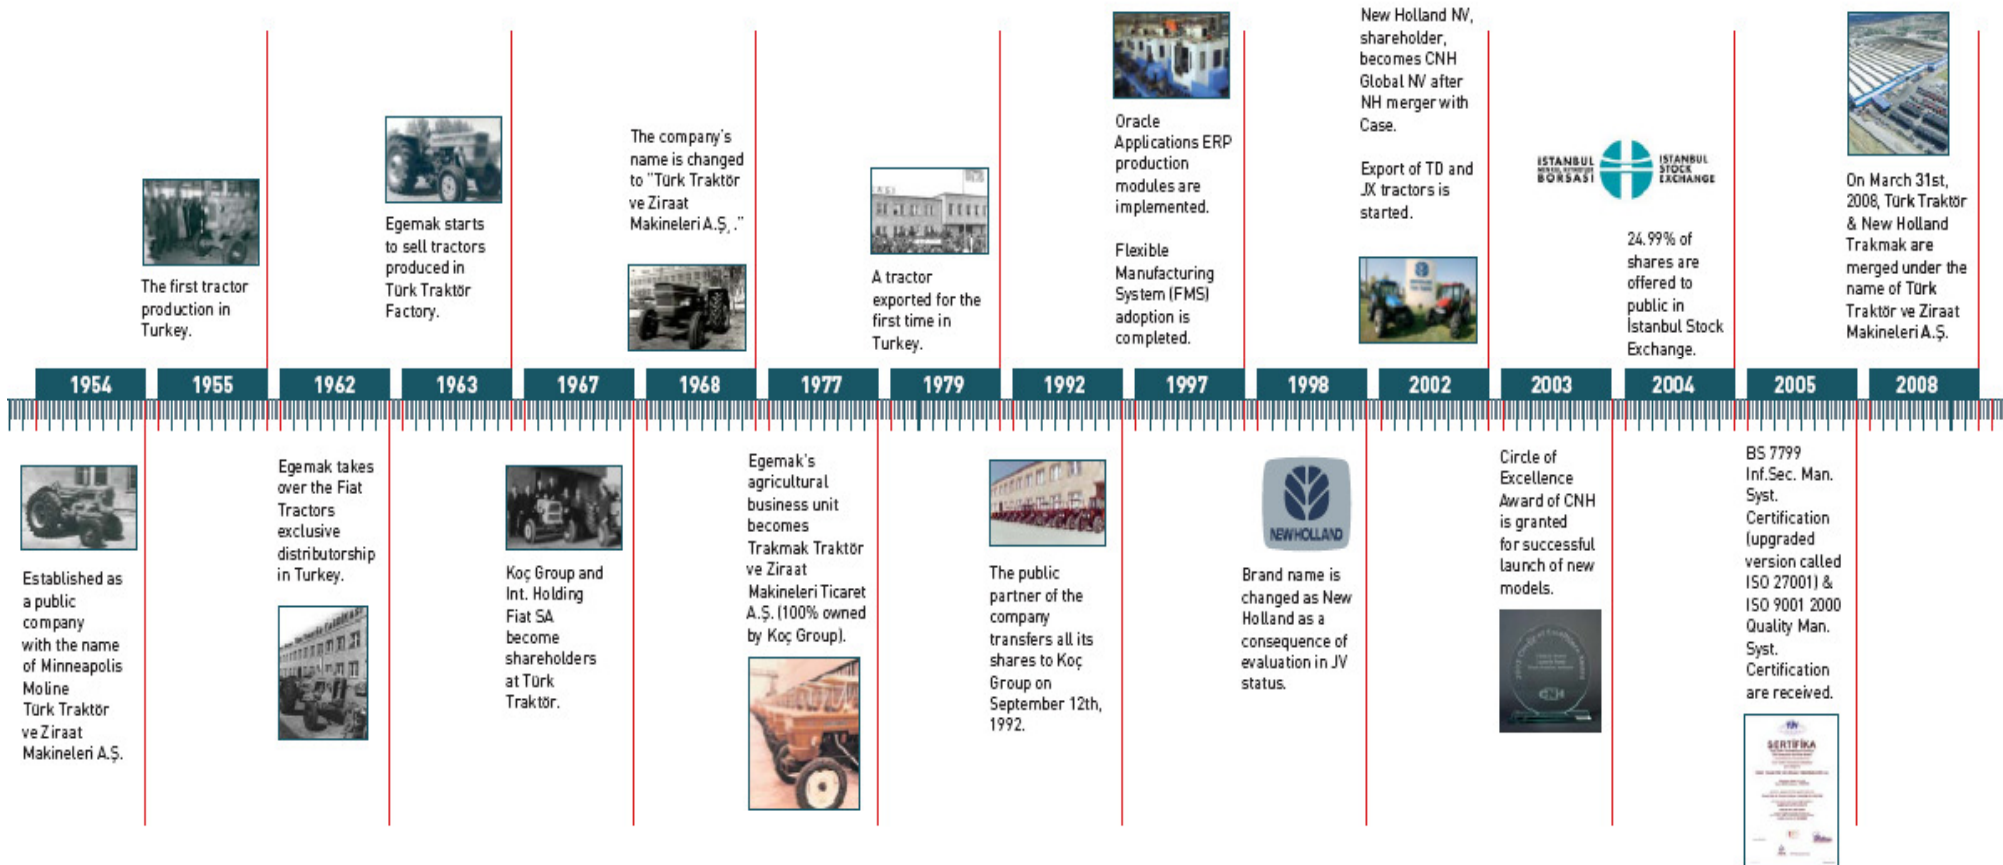 New Holland NV,
shareholder,
becomes CNH
Global NV after
NH merger with
Case.
Export of TD and
JX tractors is
started.
The first tractor
production in
Turkey.
Egemak starts
to sell tractors
produced in
Türk Traktör
Factory.
The company's
name is changed
to "Türk Traktör
ve Ziraat
Makineleri A.Ş, ."
A tractor
exported for the
first time in
Turkey.
Oracle
Applications ERP
production
modules are
implemented.
Flexible
Manufacturing
System (FMS)
adoption is
completed.
İSTANBUL
MENKUL KIYMETLER
BORSASI
ISTANBUL
STOCK
EXCHANGE
24.99% of
shares are
offered to
public in
İstanbul Stock
Exchange.
On March 31st,
2008, Türk Traktör
& New Holland
Trakmak are
merged under the
name of Türk
Traktör ve Ziraat
Makineleri A.Ş.
1954 1955 1962 1963 1967 1968 1977 1979 1992 1997 1998 2002 2003 2004 2005 2008
Established as
a public
company
with the name
of Minneapolis
Moline
Türk Traktör
ve Ziraat
Makineleri A.Ş.
Egemak takes
over the Fiat
Tractors
exclusive
distributorship
in Turkey.
Koç Group and
Int. Holding
Fiat SA
become
shareholders
at Türk
Traktör.
Egemak's
agricultural
business unit
becomes
Trakmak Traktör
ve Ziraat
Makineleri Ticaret
A.Ş. (100% owned
by Koç Group).
The public
partner of the
company
transfers all its
shares to Koç
Group on
September 12th,
1992.
NEW HOLLAND
Brand name is
changed as New
Holland as a
consequence of
evaluation in JV
status.
Circle of
Excellence
Award of CNH
is granted
for successful
launch of new
models.
CNH
BS 7799
Inf.Sec. Man.
Syst.
Certification
(upgraded
version called
ISO 27001) &
ISO 9001 2000
Quality Man.
Syst.
Certification
are received.
TÜV
SERTİFİKA